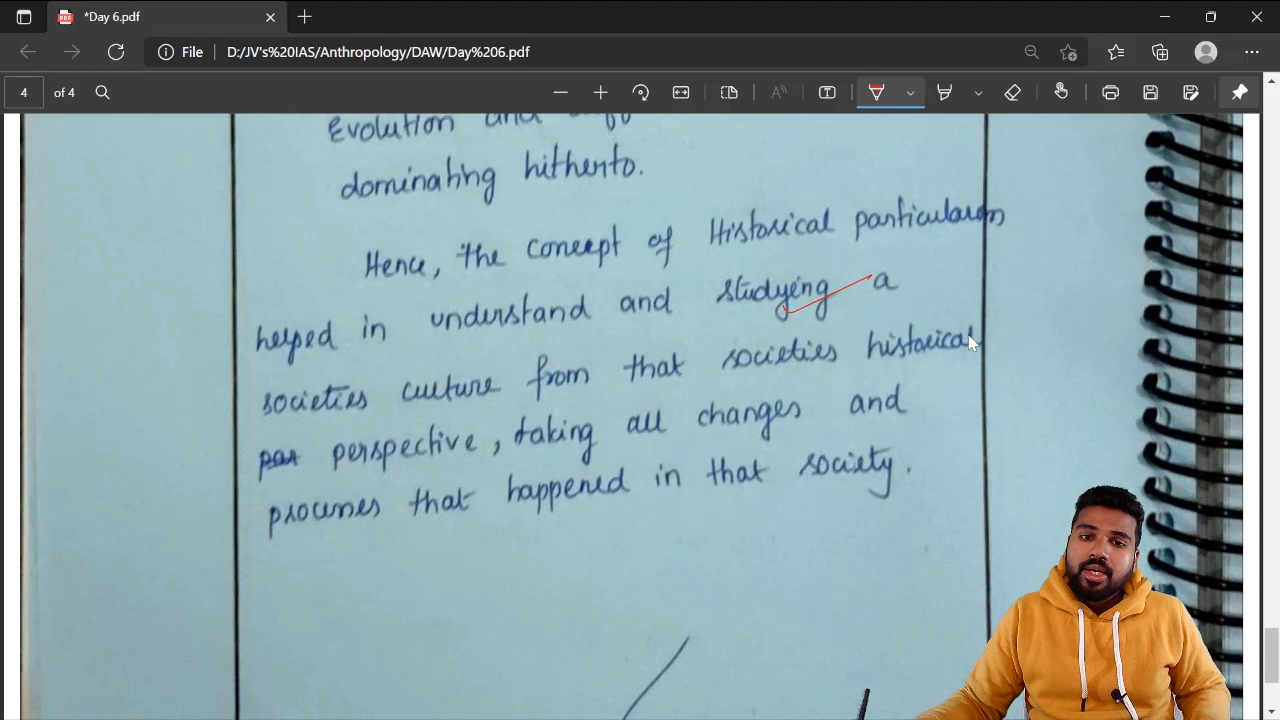 *Day 6.pdf
File D:/JV's%20IAS/Anthropology/DAW/Day%206.pdf
4 of 4
Evolution and
dominating hitherto.
Hence, the concept of Historical particularism
helped in understand and studying a
societies culture from that societies historical
perspective, taking all changes and
processes that happened in that society.